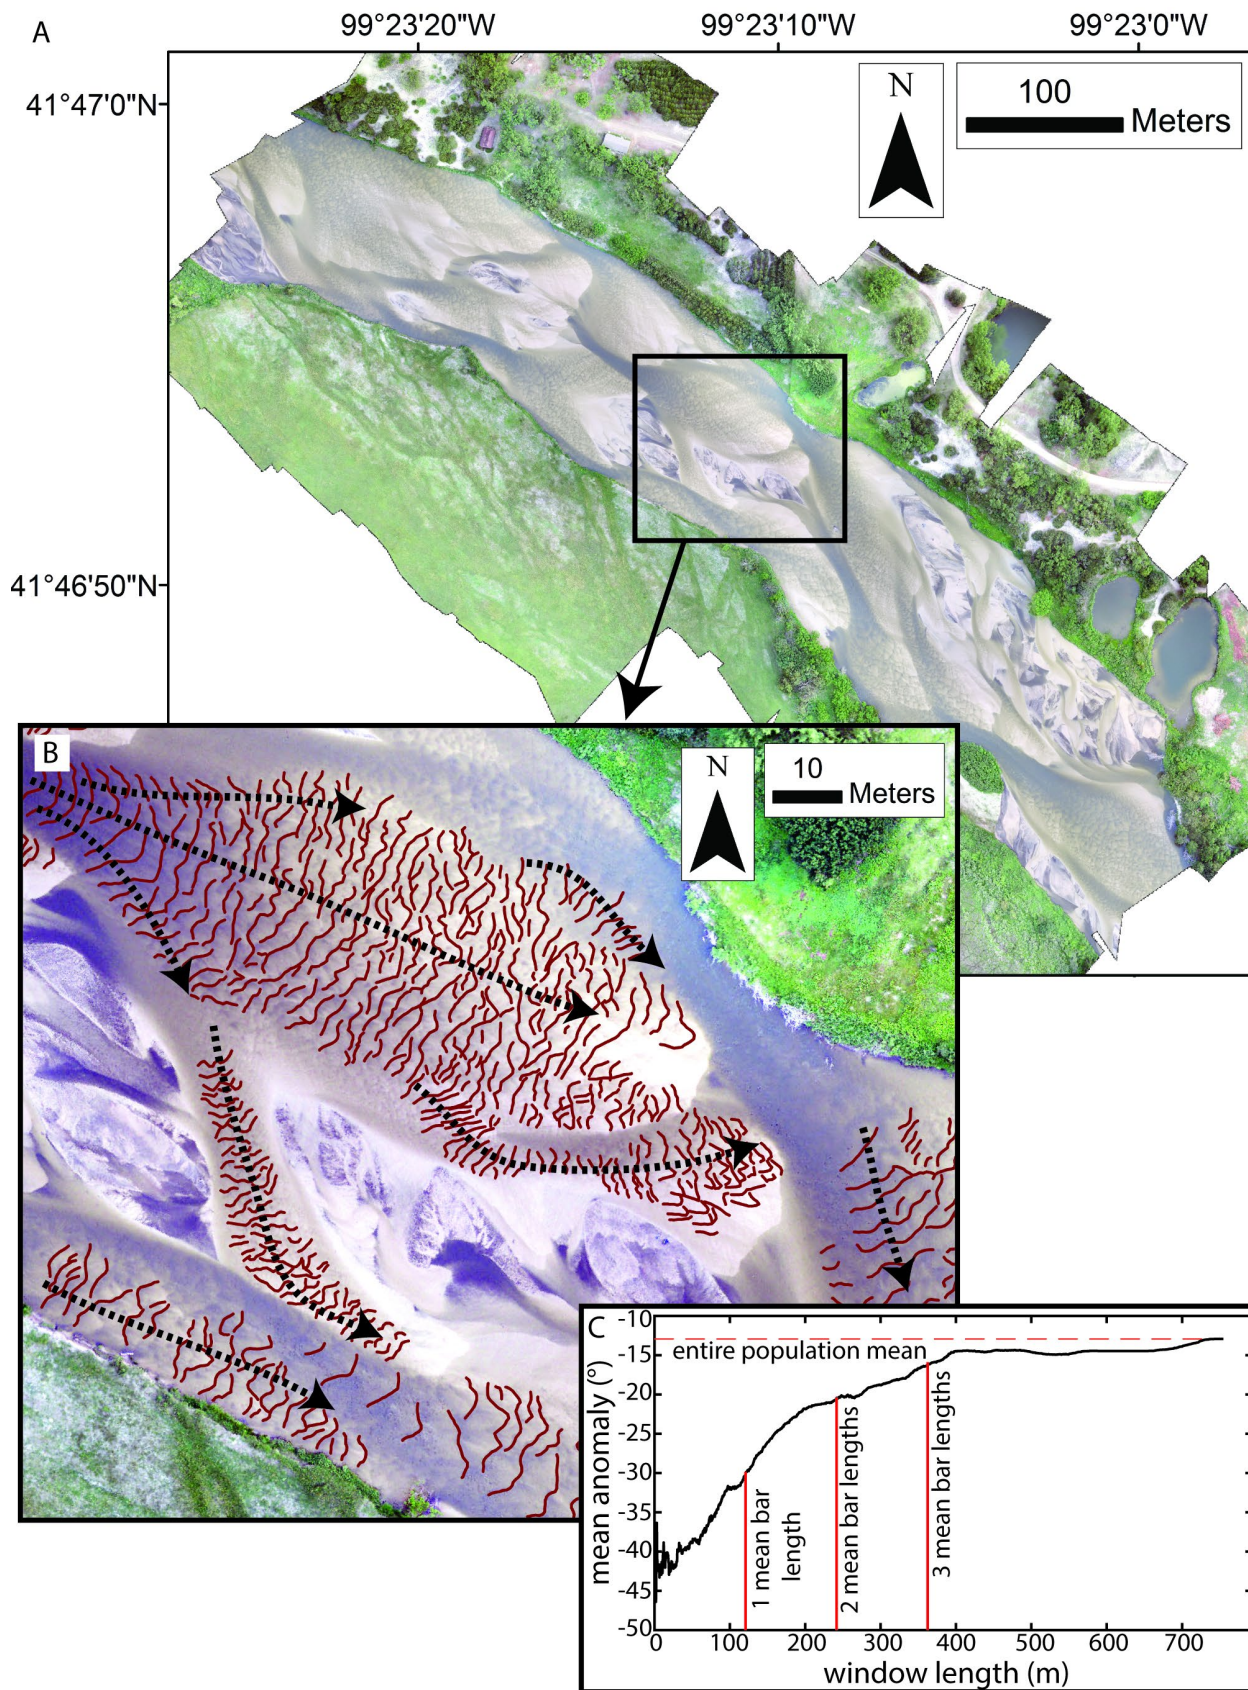 A
99°23'20"W
99°23'10"W
99°23'0"W
41°47'0"N
41°46'50"N
N
100
Meters
B
N
10
Meters
C
-10
-15
-20
-25
-30
-35
-40
-45
-50
mean anomaly (°)
entire population mean
1 mean bar
length
2 mean bar lengths
3 mean bar lengths
0 100 200 300 400 500 600 700
window length (m)